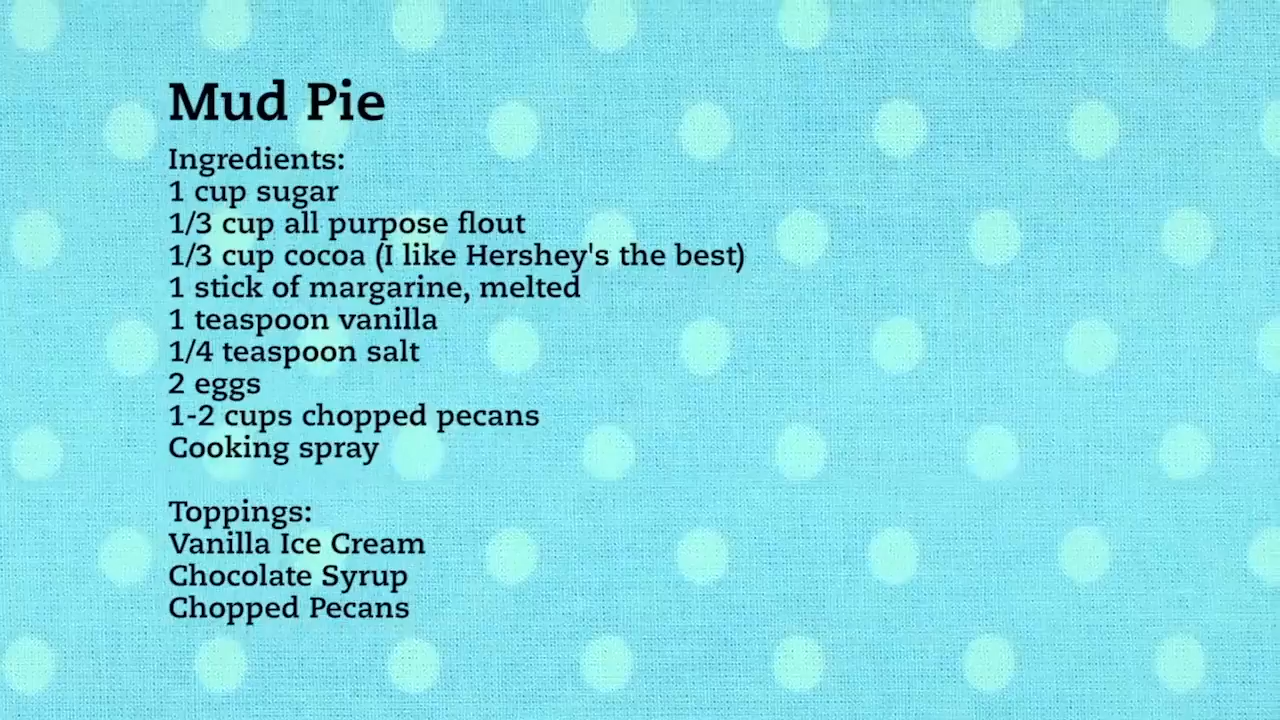 Mud Pie
Ingredients:
1 cup sugar
1/3 cup all purpose flout
1/3 cup cocoa (I like Hershey's the best)
1 stick of margarine, melted
1 teaspoon vanilla
1/4 teaspoon salt
2 eggs
1-2 cups chopped pecans
Cooking spray
Toppings:
Vanilla Ice Cream
Chocolate Syrup
Chopped Pecans